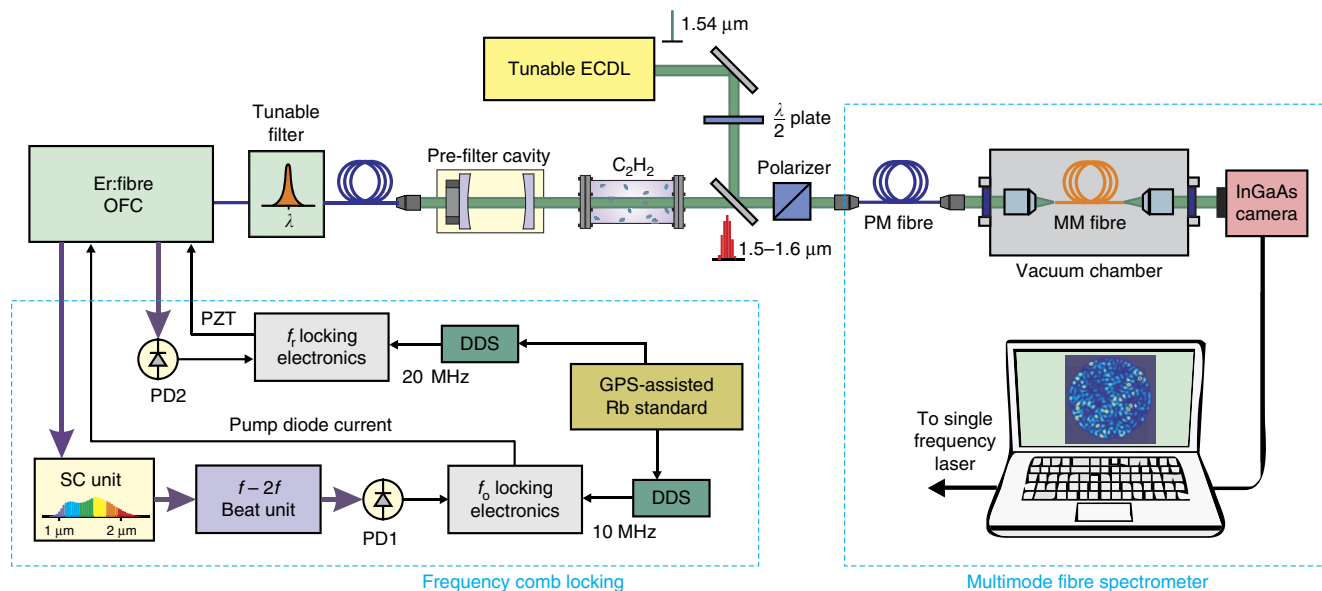 1.54 μm
Tunable ECDL
λ/2 plate
Tunable
filter
λ
Er:fibre
OFC
Pre-filter cavity
C₂H₂
Polarizer
1.5–1.6 μm
PM fibre
MM fibre
Vacuum chamber
InGaAs
camera
PZT
PD2
fᵣ locking
electronics
DDS
20 MHz
GPS-assisted
Rb standard
Pump diode current
SC unit
1 μm 2 μm
f – 2f
Beat unit
PD1
fₒ locking
electronics
DDS
10 MHz
Frequency comb locking
To single
frequency
laser
Multimode fibre spectrometer